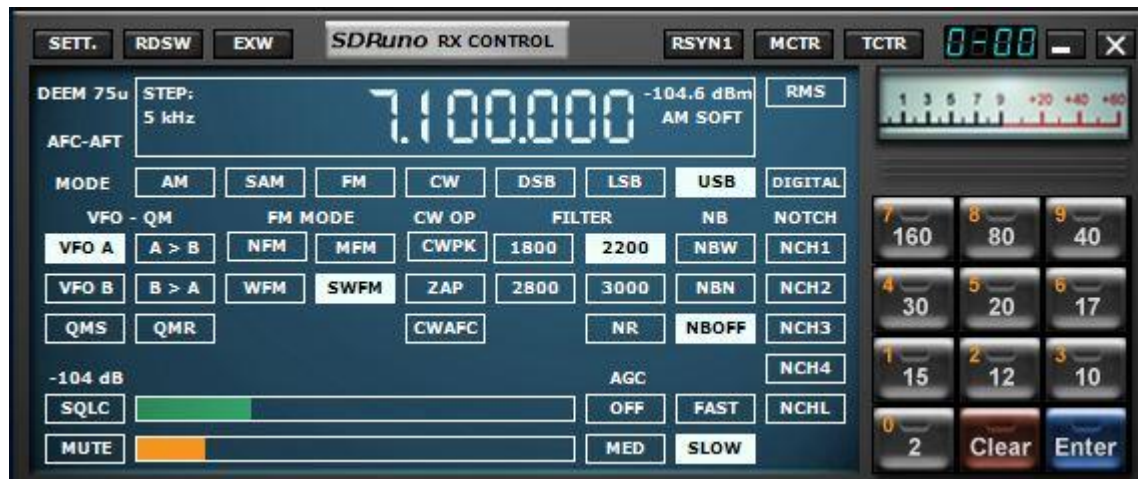 SETT. RDSW EXW SDRuno RX CONTROL RSYN1 MCTR TCTR 0-00
DEEM 75u STEP: 7.100.000 -104.6 dBm RMS
5 kHz AM SOFT
AFC-AFT
MODE AM SAM FM CW DSB LSB USB DIGITAL
VFO - QM FM MODE CW OP FILTER NB NOTCH
VFO A A > B NFM MFM CWPK 1800 2200 NBW NCH1
VFO B B > A WFM SWFM ZAP 2800 3000 NBN NCH2
QMS QMR CWAFC NR NBOFF NCH3
-104 dB AGC NCH4
SQLC OFF FAST NCHL
MUTE MED SLOW
1 3 5 7 9 +20 +40 +60
7 160 8 80 9 40
4 30 5 20 6 17
1 15 2 12 3 10
0 2 Clear Enter